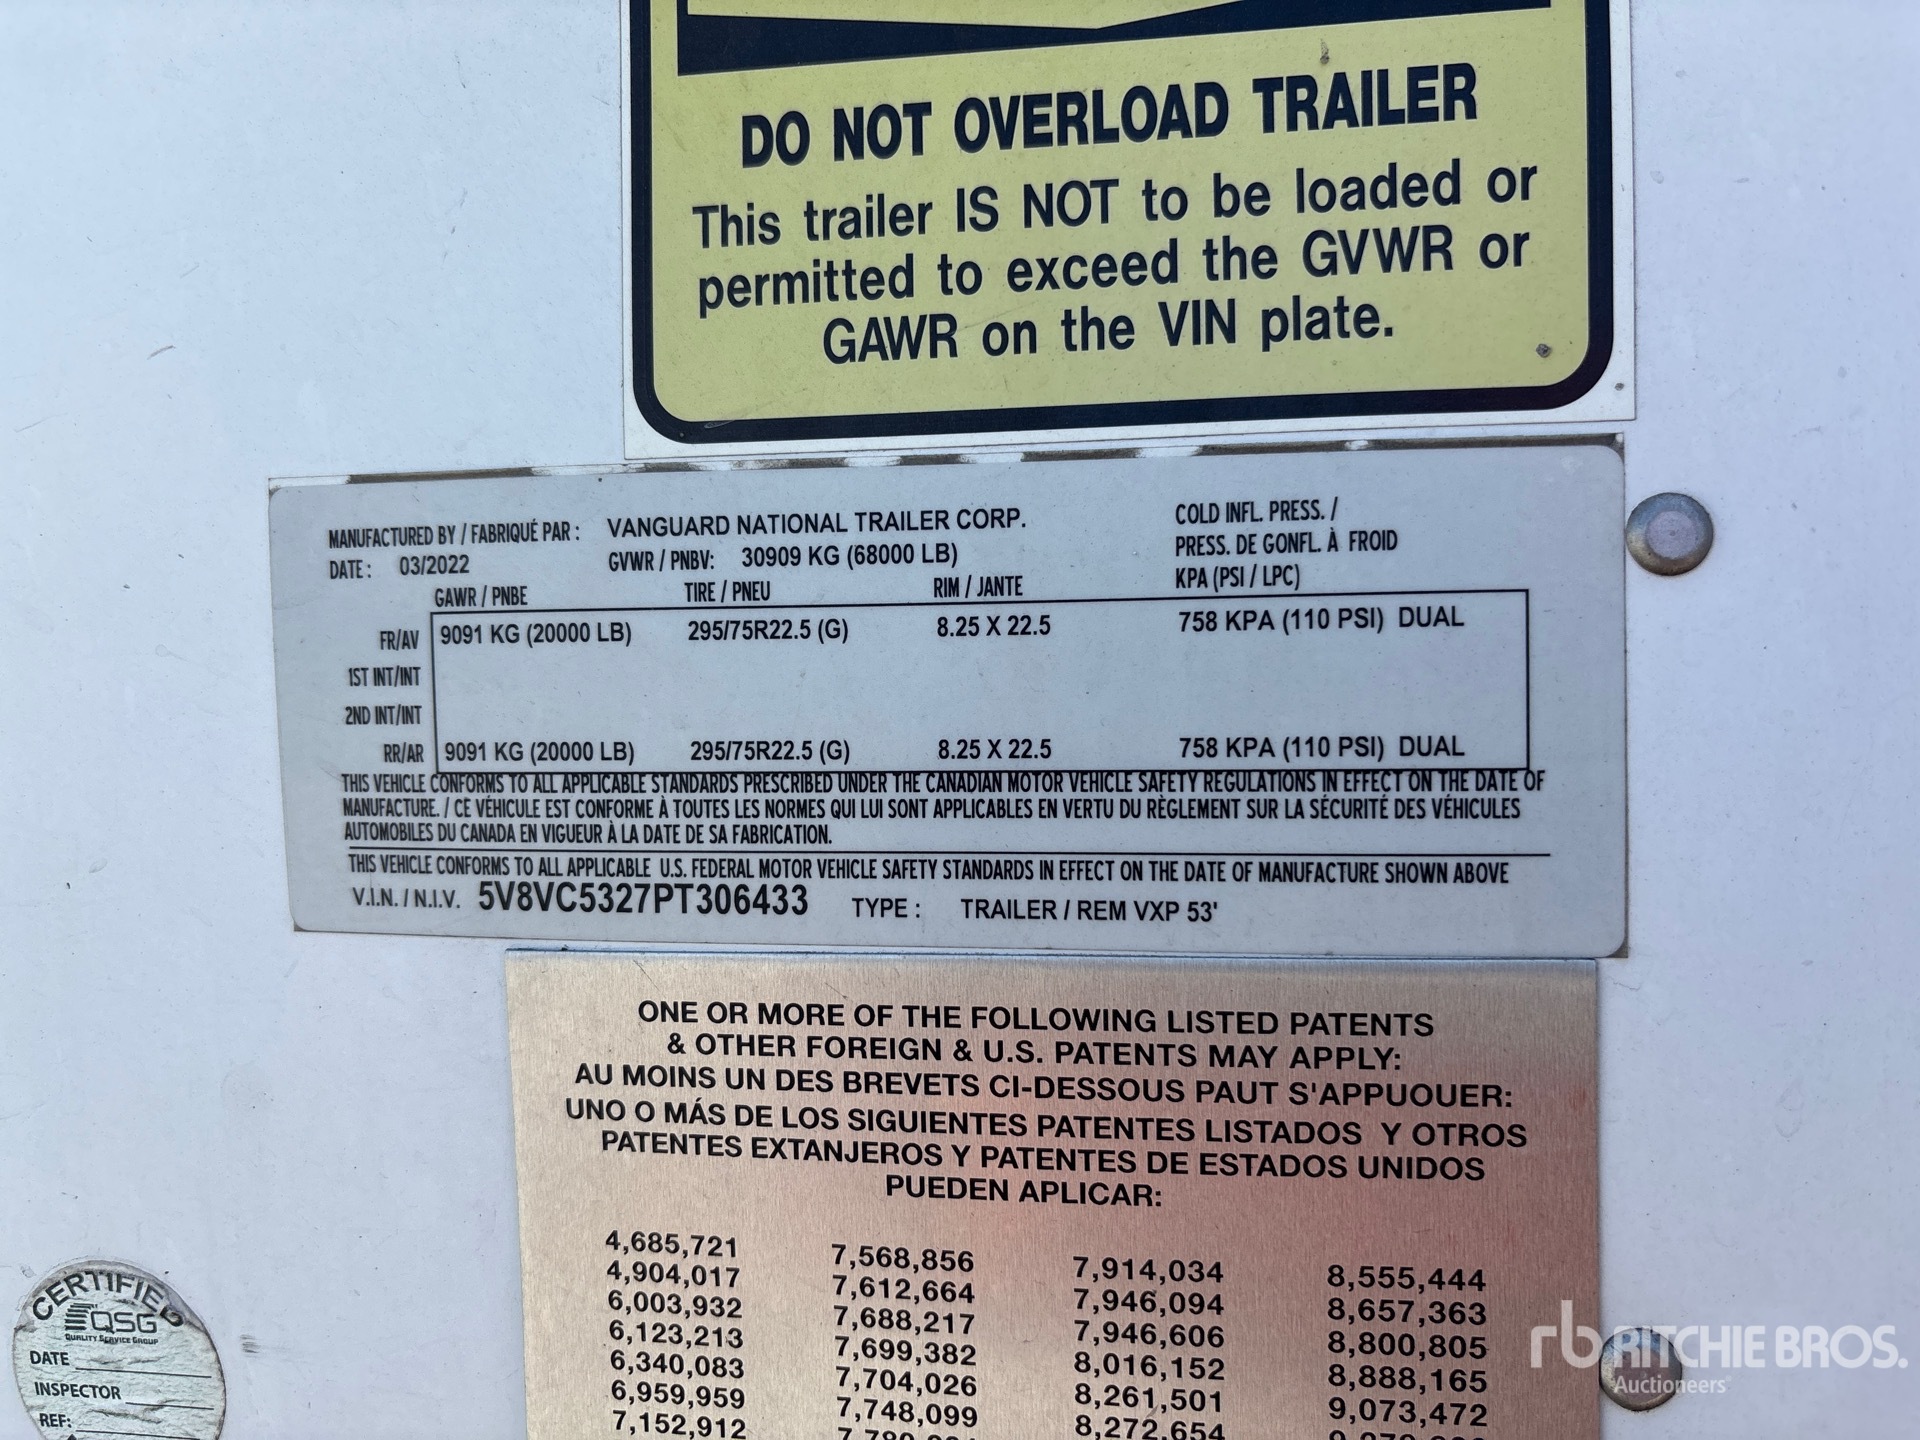 DO NOT OVERLOAD TRAILER
This trailer IS NOT to be loaded or
permitted to exceed the GVWR or
GAWR on the VIN plate.
MANUFACTURED BY / FABRIQUÉ PAR : VANGUARD NATIONAL TRAILER CORP.
DATE : 03/2022 GVWR / PNBV: 30909 KG (68000 LB)
COLD INFL. PRESS. /
PRESS. DE GONFL. À FROID
KPA (PSI / LPC)
GAWR / PNBE TIRE / PNEU RIM / JANTE
FR/AV 9091 KG (20000 LB) 295/75R22.5 (G) 8.25 X 22.5 758 KPA (110 PSI) DUAL
1ST INT/INT
2ND INT/INT
RR/AR 9091 KG (20000 LB) 295/75R22.5 (G) 8.25 X 22.5 758 KPA (110 PSI) DUAL
THIS VEHICLE CONFORMS TO ALL APPLICABLE STANDARDS PRESCRIBED UNDER THE CANADIAN MOTOR VEHICLE SAFETY REGULATIONS IN EFFECT ON THE DATE OF
MANUFACTURE. / CE VÉHICULE EST CONFORME À TOUTES LES NORMES QUI LUI SONT APPLICABLES EN VERTU DU RÈGLEMENT SUR LA SÉCURITÉ DES VÉHICULES
AUTOMOBILES DU CANADA EN VIGUEUR À LA DATE DE SA FABRICATION.
THIS VEHICLE CONFORMS TO ALL APPLICABLE U.S. FEDERAL MOTOR VEHICLE SAFETY STANDARDS IN EFFECT ON THE DATE OF MANUFACTURE SHOWN ABOVE
V.I.N. / N.I.V. 5V8VC5327PT306433 TYPE : TRAILER / REM VXP 53'
ONE OR MORE OF THE FOLLOWING LISTED PATENTS
& OTHER FOREIGN & U.S. PATENTS MAY APPLY:
AU MOINS UN DES BREVETS CI-DESSOUS PAUT S'APPUOUER:
UNO O MÁS DE LOS SIGUIENTES PATENTES LISTADOS Y OTROS
PATENTES EXTANJEROS Y PATENTES DE ESTADOS UNIDOS
PUEDEN APLICAR:
4,685,721 7,568,856 7,914,034 8,555,444
4,904,017 7,612,664 7,946,094 8,657,363
6,003,932 7,688,217 7,946,606 8,800,805
6,123,213 7,699,382 8,016,152 8,888,165
6,340,083 7,704,026 8,261,501 9,073,472
6,959,959 7,748,099 8,272,654
7,152,912
CERTIFIED
QSG
QUALITY SERVICE GROUP
DATE
INSPECTOR
REF:
rb RITCHIE BROS.
Auctioneers